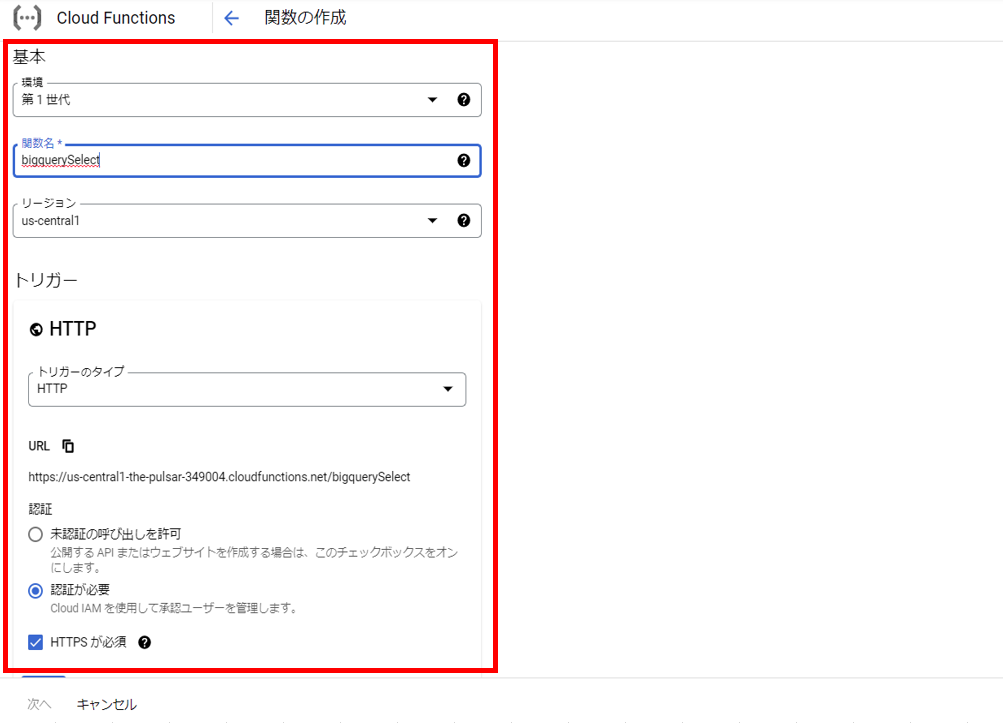 Cloud Functions
関数の作成
基本
環境
第 1 世代
関数名 *
bigquerySelect
リージョン
us-central1
トリガー
HTTP
トリガーのタイプ
HTTP
URL
https://us-central1-the-pulsar-349004.cloudfunctions.net/bigquerySelect
認証
未認証の呼び出しを許可
公開する API またはウェブサイトを作成する場合は、このチェックボックスをオン
にします。
認証が必要
Cloud IAM を使用して承認ユーザーを管理します。
HTTPS が必須
次へ
キャンセル